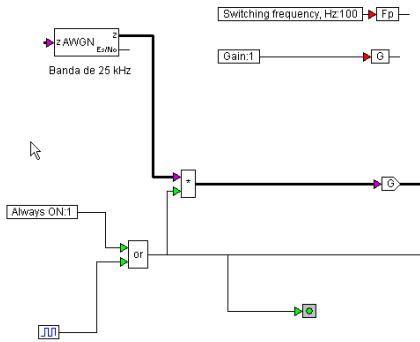 Switching frequency, Hz:100 Fp
z AWGN z
Es/No
Banda de 25 kHz
Gain:1 G
* G
Always ON:1
or